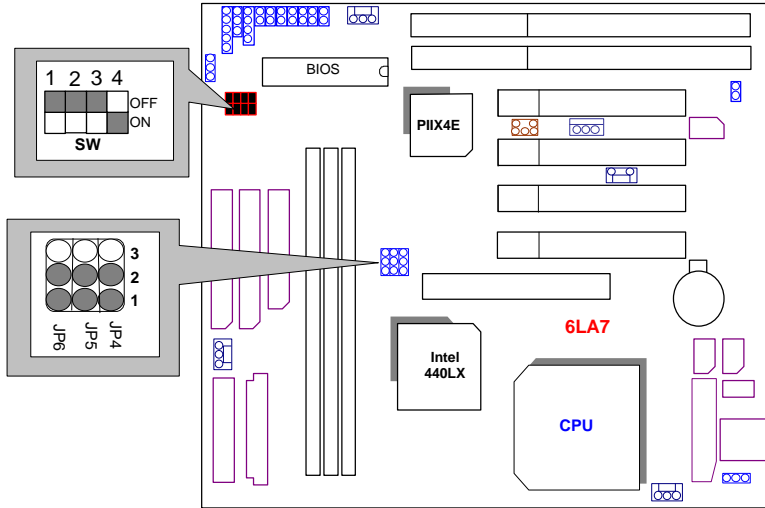 1 2 3 4
OFF
ON
SW
BIOS
PIIX4E
3
2
1
JP6 JP5 JP4
6LA7
Intel
440LX
CPU